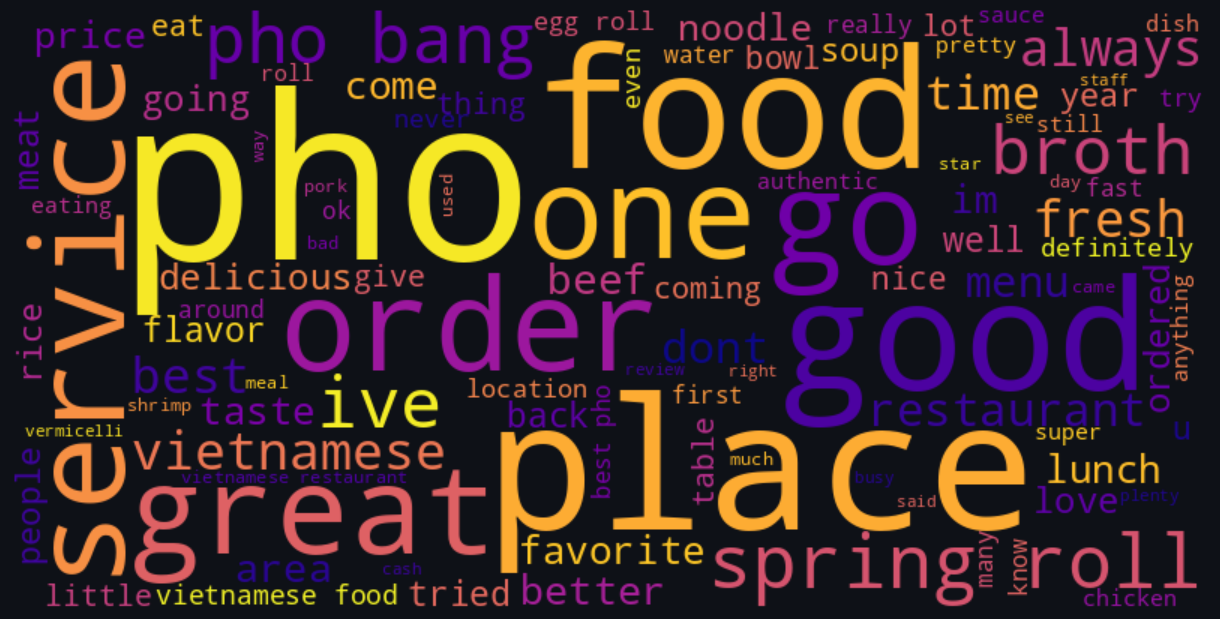 price
eat
pho bang
egg roll
noodle
really
lot
sauce
dish
always
roll
come
even
water
bowl
soup
pretty
staff
going
thing
never
food
time
year
try
meat
way
see
still
service
pho
pork
ok
used
bad
one
star
broth
authentic
go
day
fast
im
eating
fresh
well
definitely
delicious
give
beef
coming
nice
menu
came
ordered
anything
rice
around
flavor
order
good
dont
best
meal
review
right
location
first
shrimp
taste
ive
back
best pho
restaurant
u
vermicelli
vietnamese
place
table
much
super
people
vietnamese restaurant
great
busy
lunch
said
love
plenty
favorite
spring roll
many
know
area
cash
little
vietnamese food
tried
better
chicken